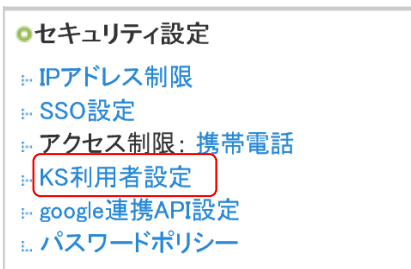 セキュリティ設定
IPアドレス制限
SSO設定
アクセス制限: 携帯電話
KS利用者設定
google連携API設定
パスワードポリシー